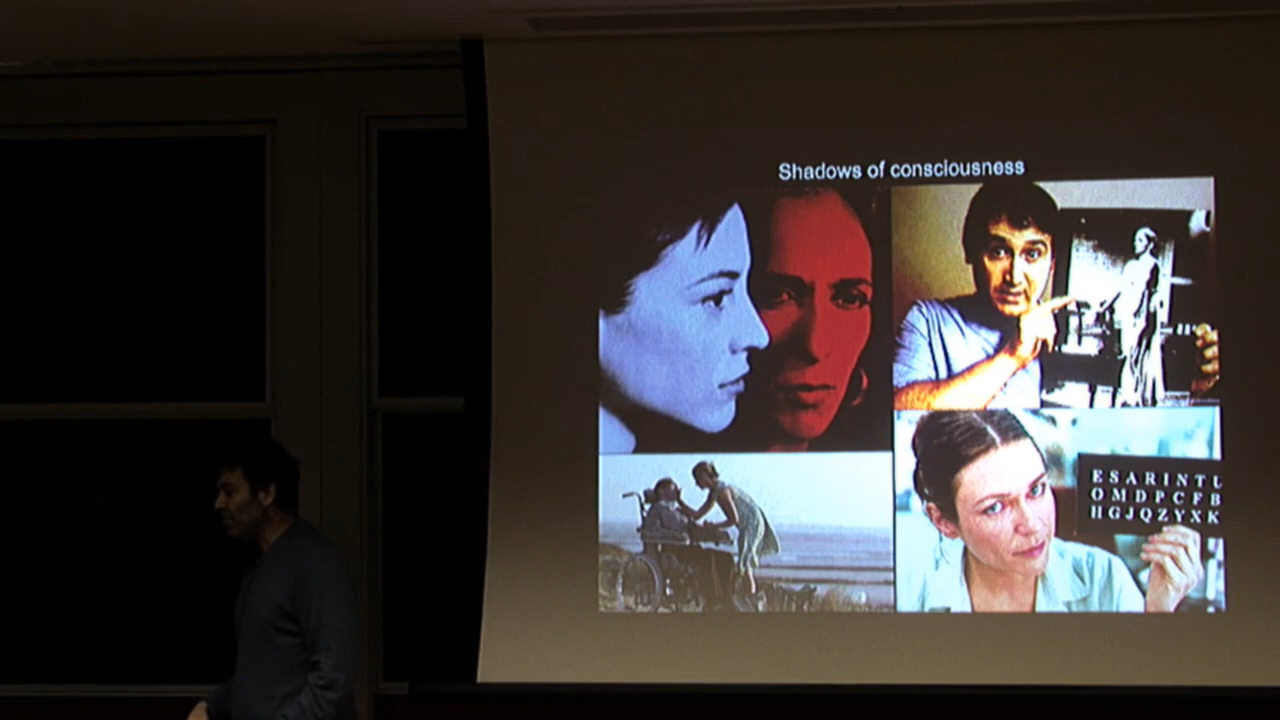 Shadows of consciousness
E S A R I N T U
O M D P C F B
H G J Q Z Y X K